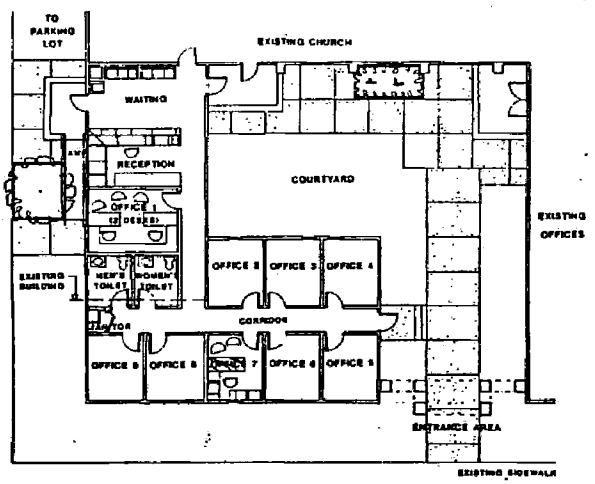 TO
PARKING
LOT
EXISTING CHURCH
WAITING
RECEPTION
COURTYARD
OFFICE 1
(2 DESKS)
EXISTING
OFFICES
EXISTING
BUILDING
MEN'S
TOILET
WOMEN'S
TOILET
OFFICE 2
OFFICE 3
OFFICE 4
JANITOR
CORRIDOR
OFFICE 9
OFFICE 8
OFFICE 7
OFFICE 6
OFFICE 5
ENTRANCE AREA
EXISTING SIDEWALK